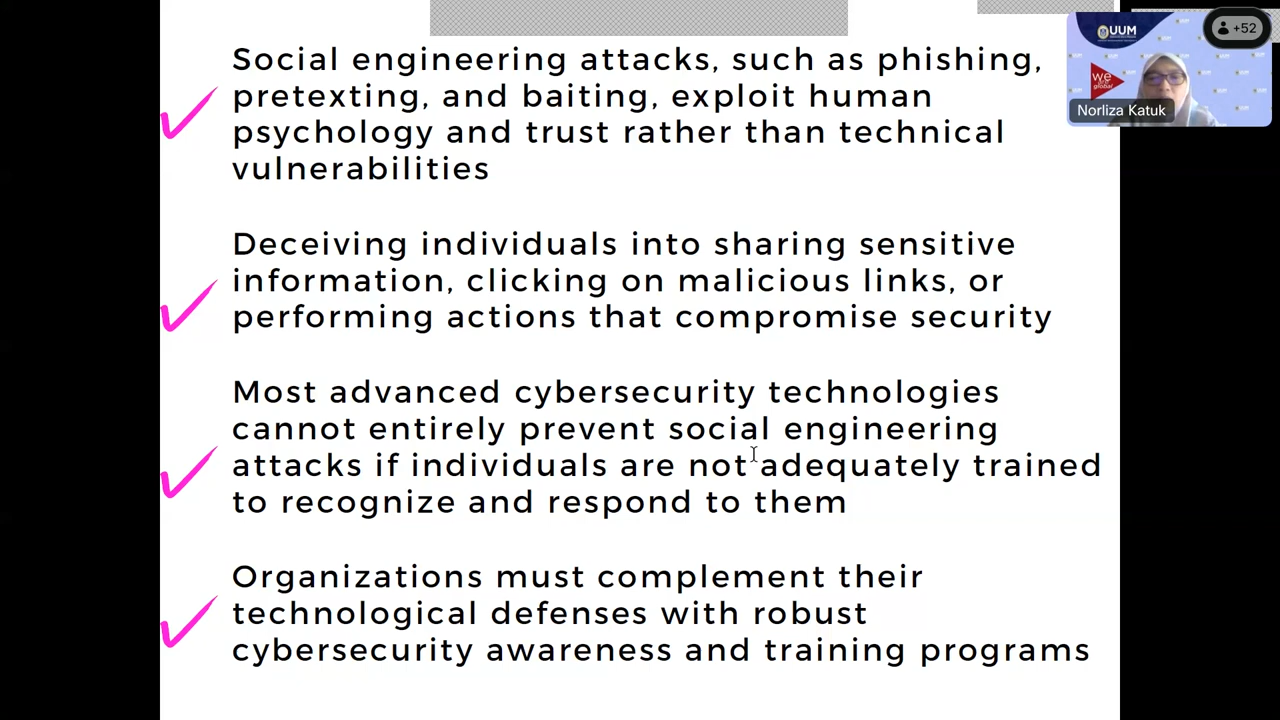 Social engineering attacks, such as phishing,
pretexting, and baiting, exploit human
psychology and trust rather than technical
vulnerabilities
Deceiving individuals into sharing sensitive
information, clicking on malicious links, or
performing actions that compromise security
Most advanced cybersecurity technologies
cannot entirely prevent social engineering
attacks if individuals are not adequately trained
to recognize and respond to them
Organizations must complement their
technological defenses with robust
cybersecurity awareness and training programs
UUM
+52
we
global
Norliza Katuk